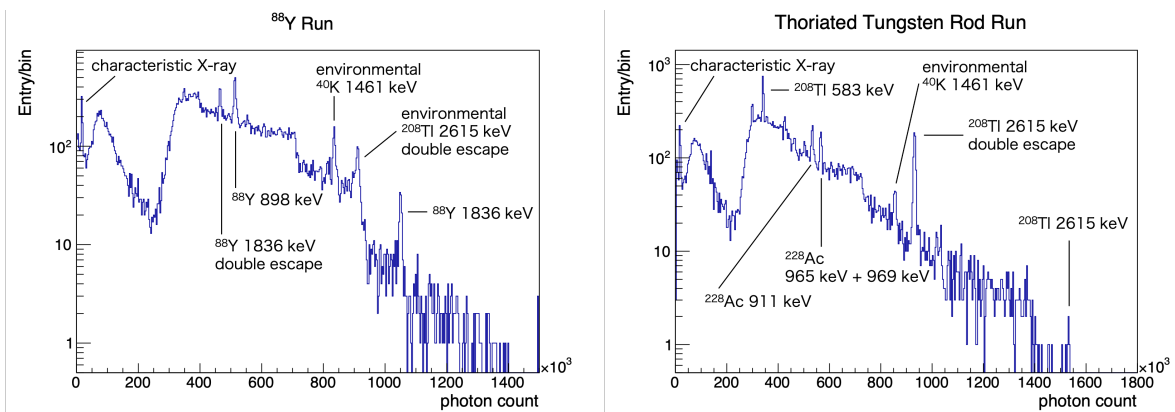 ⁸⁸Y Run
Entry/bin
characteristic X-ray
environmental
⁴⁰K 1461 keV
environmental
²⁰⁸Tl 2615 keV
double escape
⁸⁸Y 898 keV
⁸⁸Y 1836 keV
⁸⁸Y 1836 keV
double escape
10²
10
1
0 200 400 600 800 1000 1200 1400
×10³
photon count
Thoriated Tungsten Rod Run
Entry/bin
characteristic X-ray
²⁰⁸Tl 583 keV
environmental
⁴⁰K 1461 keV
²⁰⁸Tl 2615 keV
double escape
²⁰⁸Tl 2615 keV
²²⁸Ac
965 keV + 969 keV
²²⁸Ac 911 keV
10³
10²
10
1
0 200 400 600 800 1000 1200 1400 1600 1800
×10³
photon count